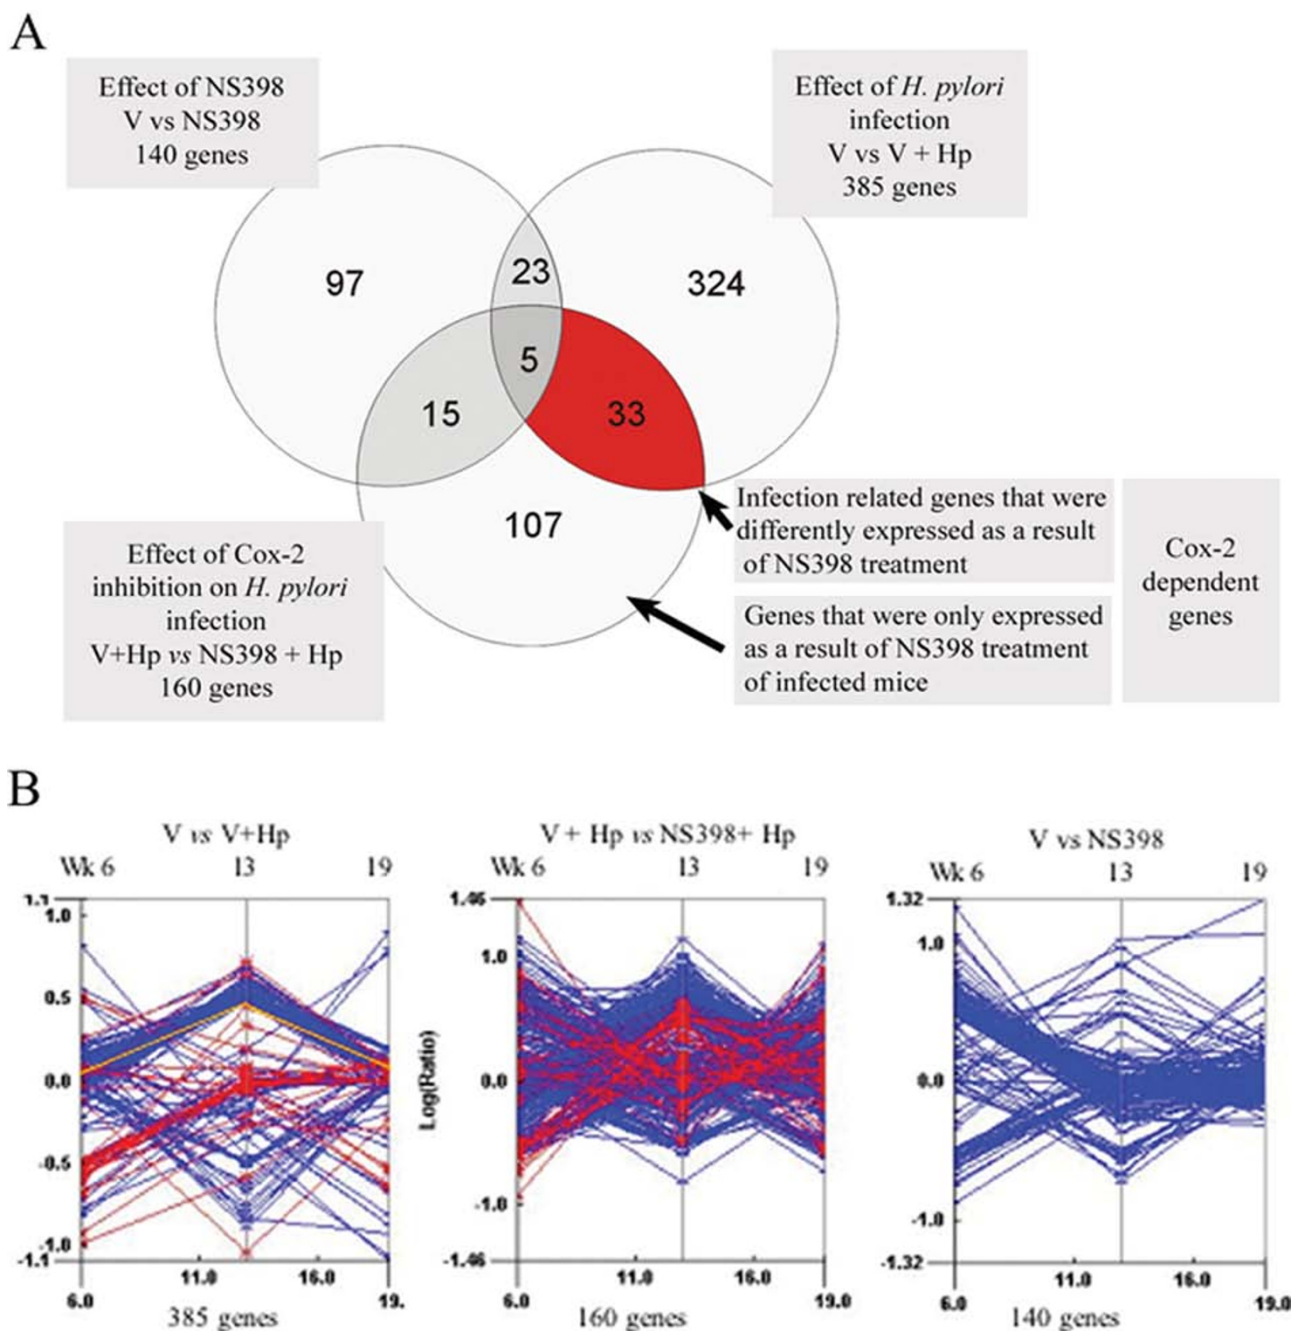 A
Effect of NS398
V vs NS398
140 genes
Effect of H. pylori
infection
V vs V + Hp
385 genes
97
23
324
5
15
33
107
Effect of Cox-2
inhibition on H. pylori
infection
V+Hp vs NS398 + Hp
160 genes
Infection related genes that were
differently expressed as a result
of NS398 treatment
Genes that were only expressed
as a result of NS398 treatment
of infected mice
Cox-2
dependent
genes
B
V vs V+Hp
Wk 6 13 19
1.1
1.0
0.5
0.0
-0.5
-1.0
-1.1
11.0 16.0
6.0 19.
385 genes
V + Hp vs NS398+ Hp
Wk 6 13 19
1.46
1.0
0.0
-1.0
-1.46
Log(Ratio)
11.0 16.0
6.0 19.0
160 genes
V vs NS398
Wk 6 13 19
1.32
1.0
0.0
-1.0
-1.32
11.0 16.0
6.0 19.0
140 genes